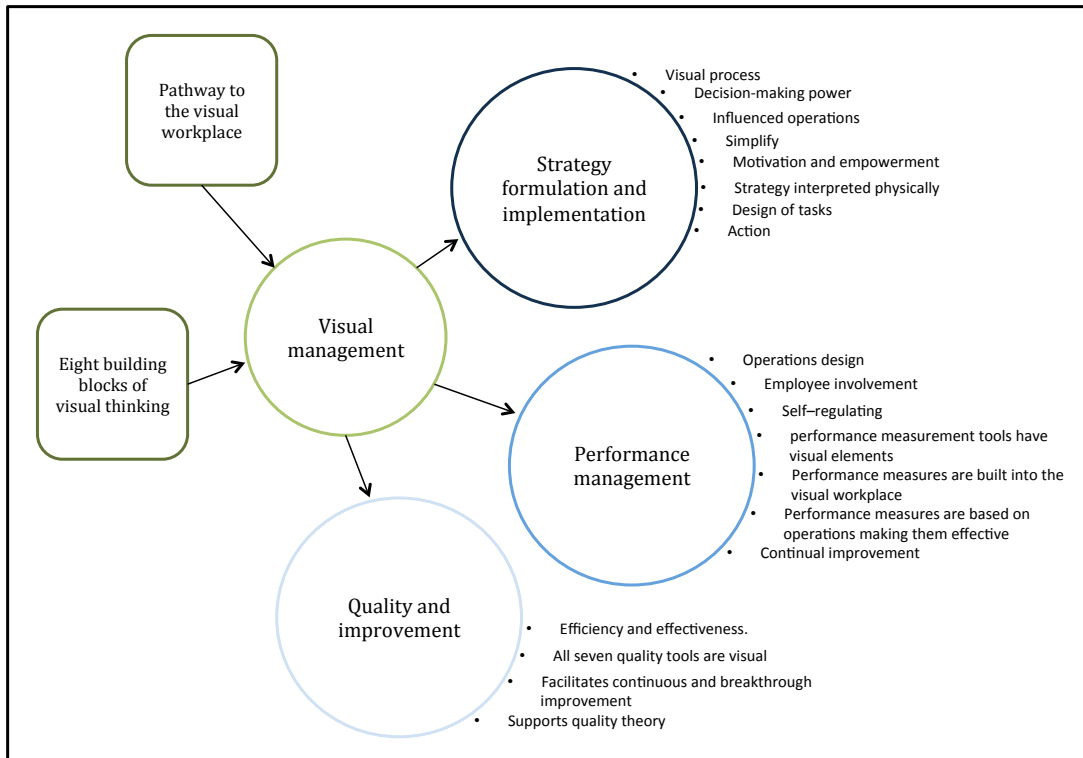 Pathway to
the visual
workplace
Eight building
blocks of
visual thinking
Visual
management
Strategy
formulation and
implementation
• Visual process
• Decision-making power
• Influenced operations
• Simplify
• Motivation and empowerment
• Strategy interpreted physically
• Design of tasks
• Action
Performance
management
• Operations design
• Employee involvement
• Self–regulating
• performance measurement tools have
visual elements
• Performance measures are built into the
visual workplace
• Performance measures are based on
operations making them effective
• Continual improvement
Quality and
improvement
• Efficiency and effectiveness.
• All seven quality tools are visual
• Facilitates continuous and breakthrough
improvement
• Supports quality theory